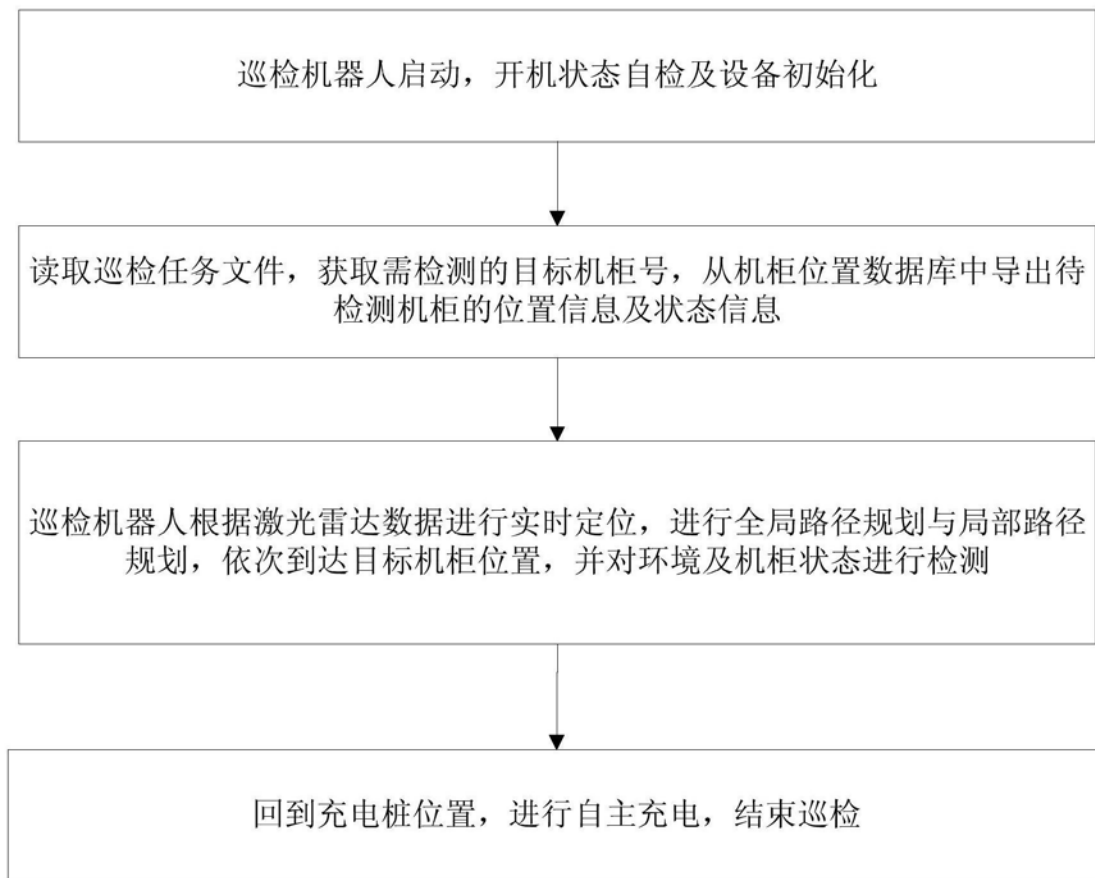 巡检机器人启动，开机状态自检及设备初始化
读取巡检任务文件，获取需检测的目标机柜号，从机柜位置数据库中导出待
检测机柜的位置信息及状态信息
巡检机器人根据激光雷达数据进行实时定位，进行全局路径规划与局部路径
规划，依次到达目标机柜位置，并对环境及机柜状态进行检测
回到充电桩位置，进行自主充电，结束巡检